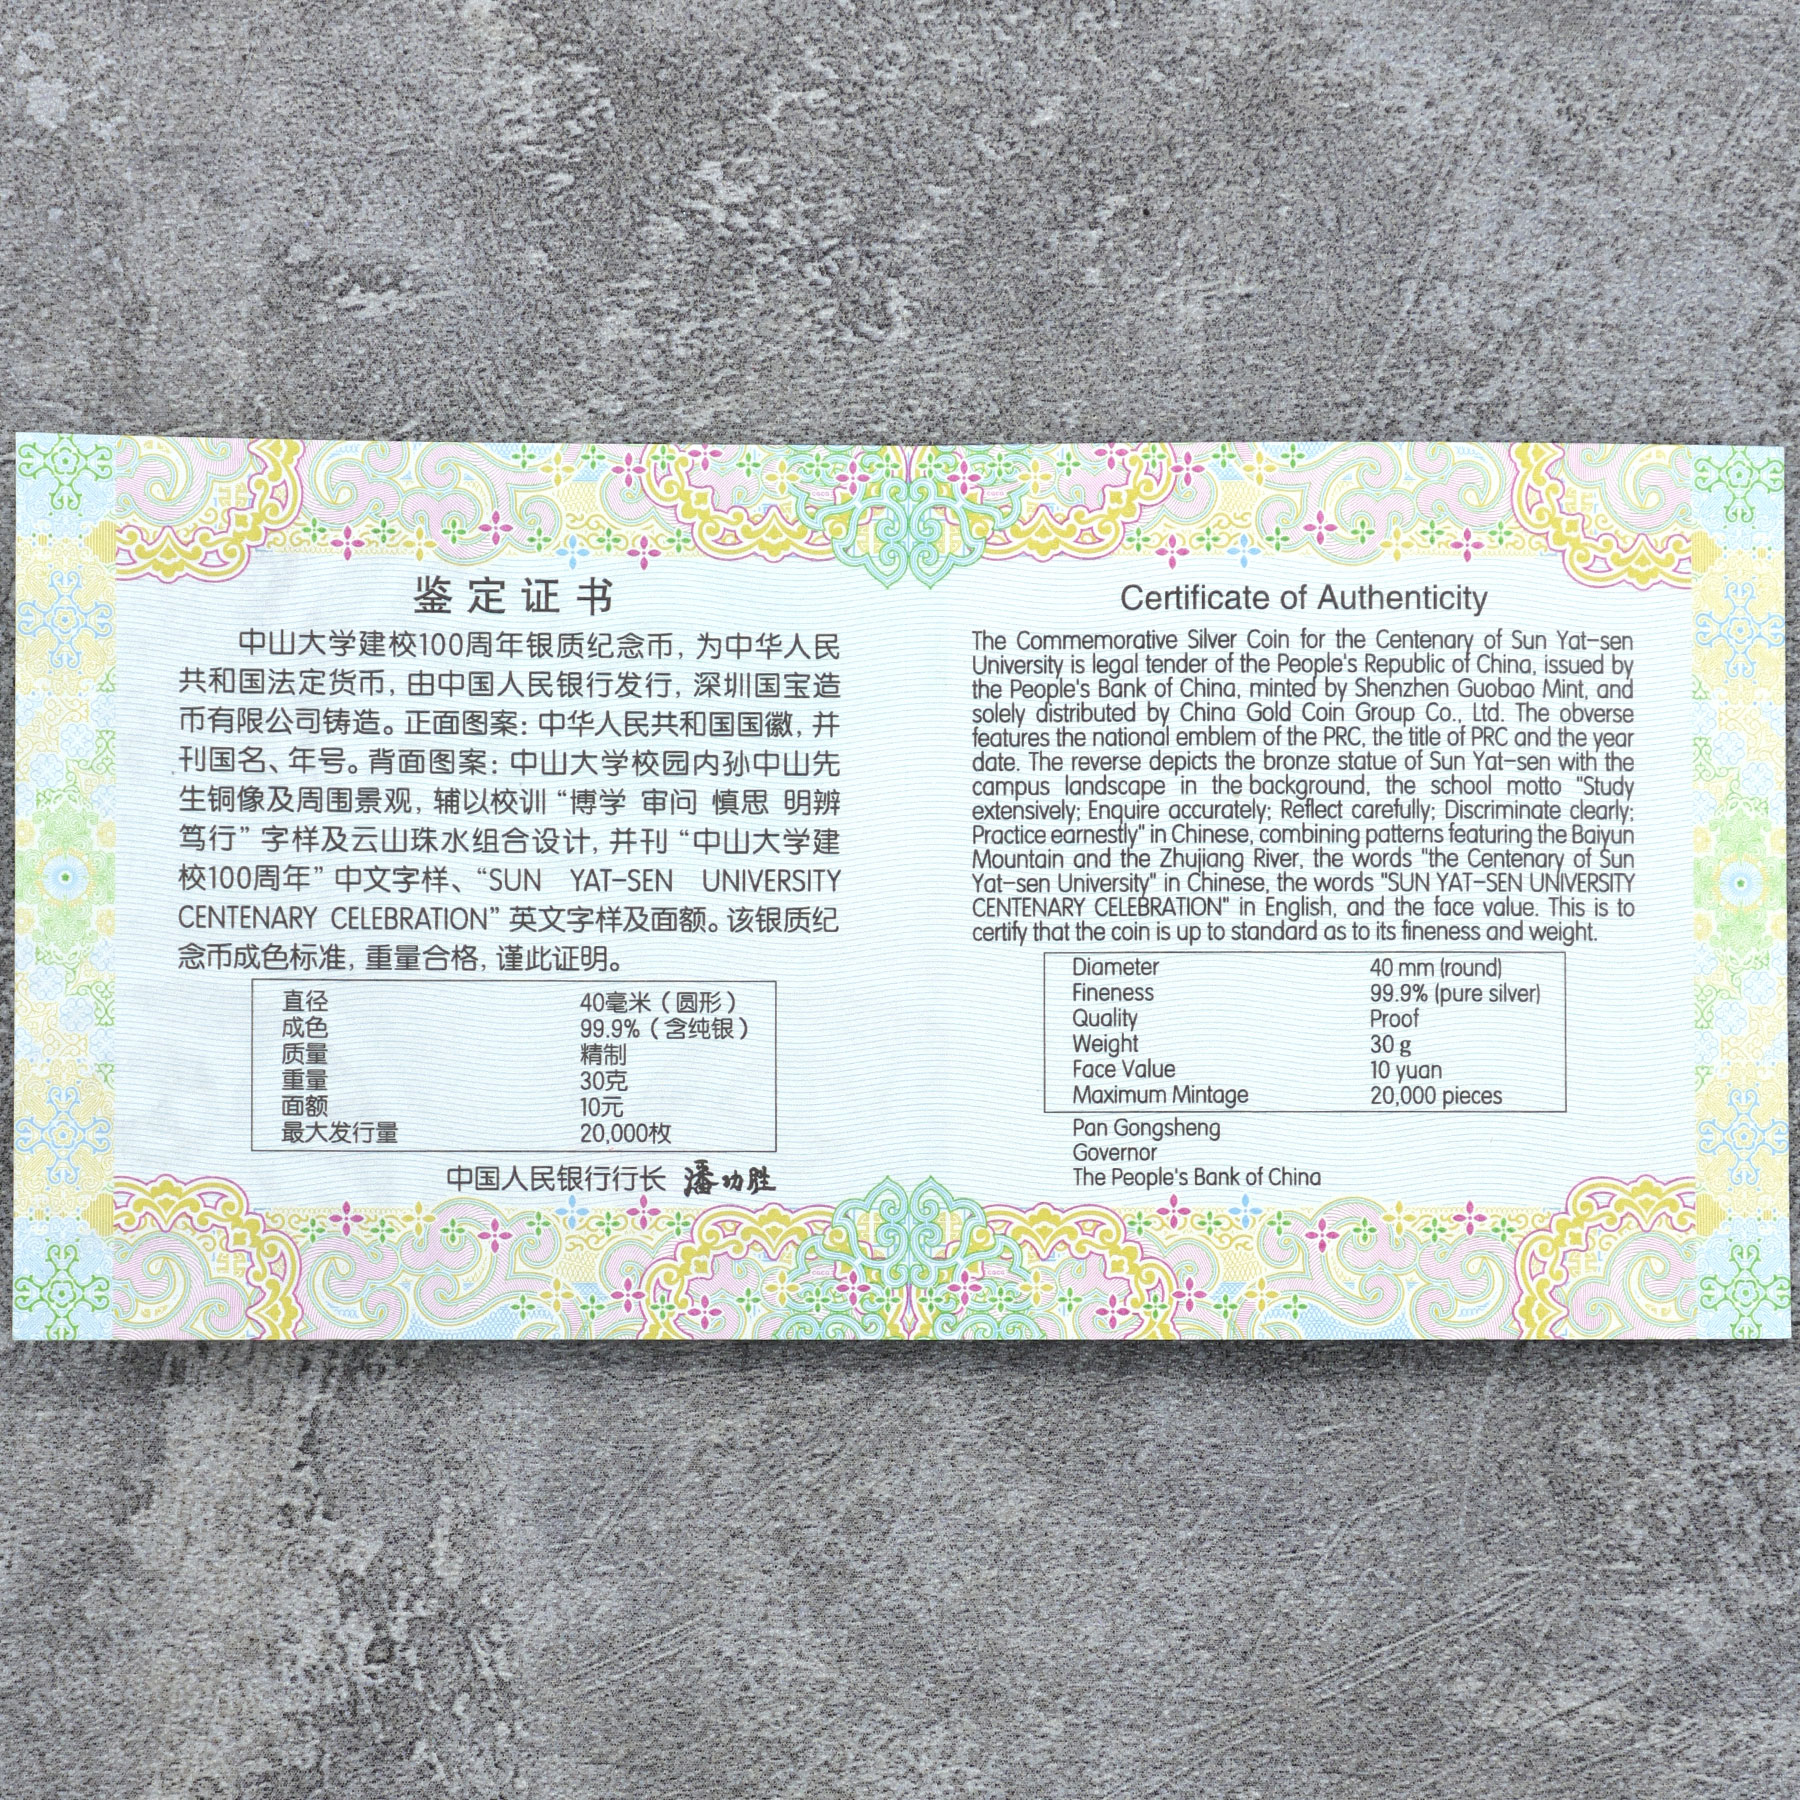 鉴定证书
中山大学建校100周年银质纪念币，为中华人民
共和国法定货币，由中国人民银行发行，深圳国宝造
币有限公司铸造。正面图案：中华人民共和国国徽，并
刊国名、年号。背面图案：中山大学校园内孙中山先
生铜像及周围景观，辅以校训“博学 审问 慎思 明辨
笃行”字样及云山珠水组合设计，并刊“中山大学建
校100周年”中文字样、“SUN YAT-SEN UNIVERSITY
CENTENARY CELEBRATION”英文字样及面额。该银质纪
念币成色标准，重量合格，谨此证明。
直径 40毫米（圆形）
成色 99.9%（含纯银）
质量 精制
重量 30克
面额 10元
最大发行量 20,000枚
中国人民银行行长 潘功胜
Certificate of Authenticity
The Commemorative Silver Coin for the Centenary of Sun Yat-sen
University is legal tender of the People's Republic of China, issued by
the People's Bank of China, minted by Shenzhen Guobao Mint, and
solely distributed by China Gold Coin Group Co., Ltd. The obverse
features the national emblem of the PRC, the title of PRC and the year
date. The reverse depicts the bronze statue of Sun Yat-sen with the
campus landscape in the background, the school motto "Study
extensively; Enquire accurately; Reflect carefully; Discriminate clearly;
Practice earnestly" in Chinese, combining patterns featuring the Baiyun
Mountain and the Zhujiang River, the words "the Centenary of Sun
Yat-sen University" in Chinese, the words "SUN YAT-SEN UNIVERSITY
CENTENARY CELEBRATION" in English, and the face value. This is to
certify that the coin is up to standard as to its fineness and weight.
Diameter 40 mm (round)
Fineness 99.9% (pure silver)
Quality Proof
Weight 30 g
Face Value 10 yuan
Maximum Mintage 20,000 pieces
Pan Gongsheng
Governor
The People's Bank of China